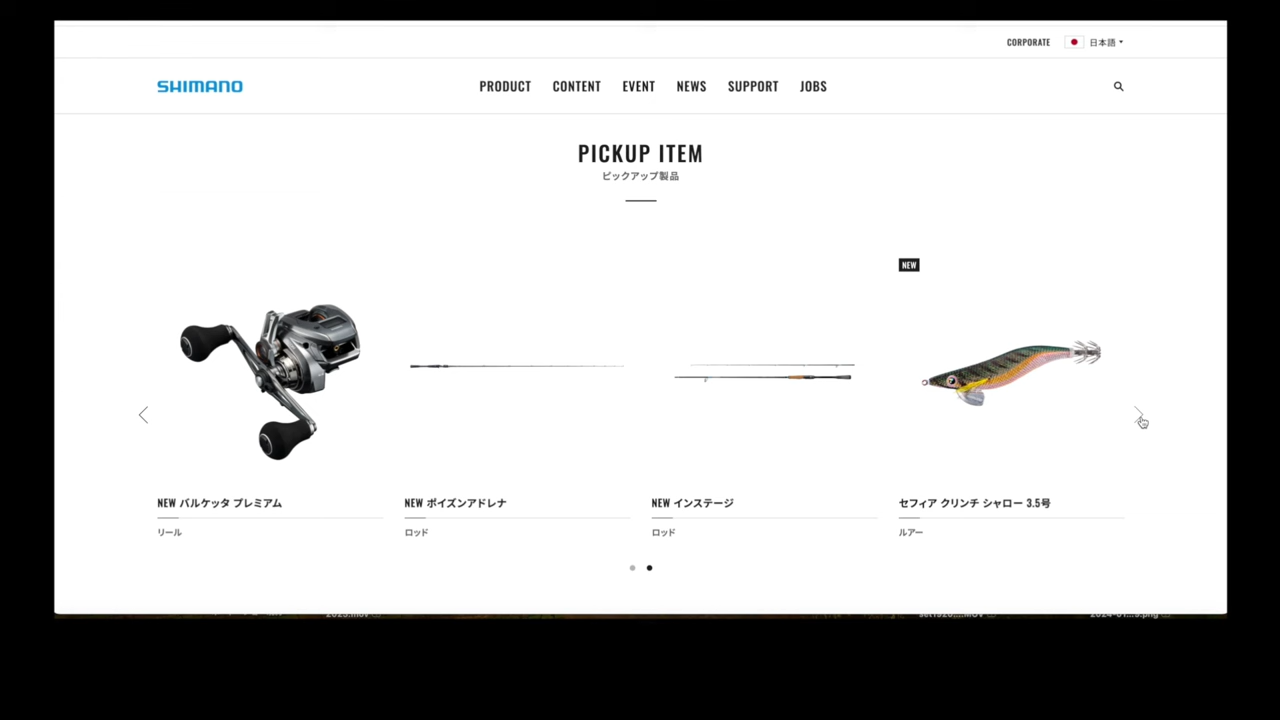 CORPORATE 日本語
SHIMANO PRODUCT CONTENT EVENT NEWS SUPPORT JOBS
PICKUP ITEM
ピックアップ製品
NEW
NEW バルケッタ プレミアム
リール
NEW ポイズンアドレナ
ロッド
NEW インステージ
ロッド
セフィア クリンチ シャロー 3.5号
ルアー